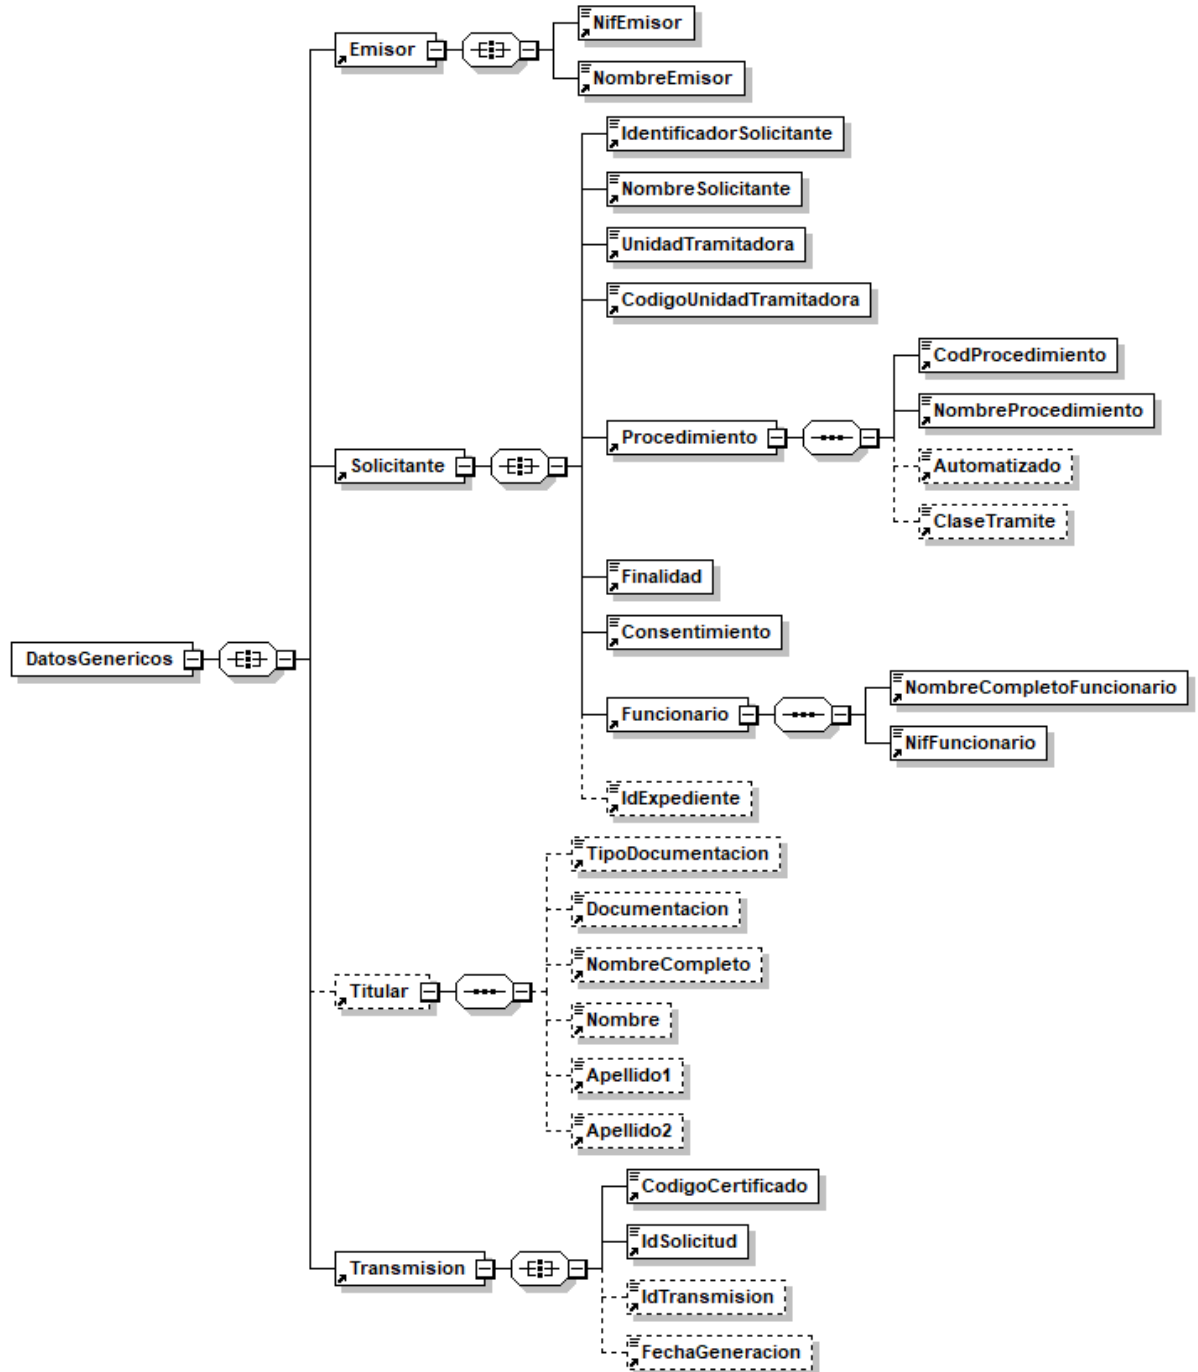 NifEmisor
Emisor
NombreEmisor
IdentificadorSolicitante
NombreSolicitante
UnidadTramitadora
CodigoUnidadTramitadora
CodProcedimiento
NombreProcedimiento
Procedimiento
Automatizado
Solicitante
ClaseTramite
Finalidad
Consentimiento
DatosGenericos
NombreCompletoFuncionario
Funcionario
NifFuncionario
IdExpediente
TipoDocumentacion
Documentacion
NombreCompleto
Titular
Nombre
Apellido1
Apellido2
CodigoCertificado
IdSolicitud
Transmision
IdTransmision
FechaGeneracion